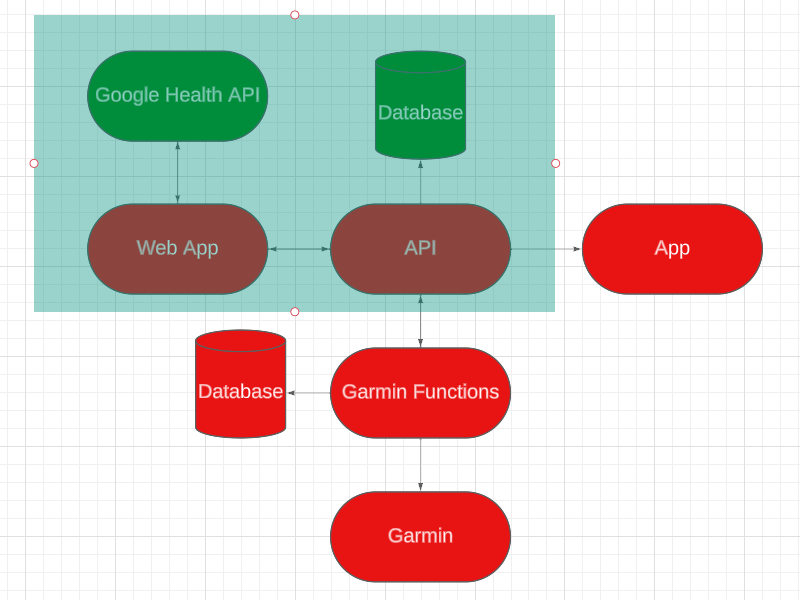 Google Health API
Database
Web App
API
App
Database
Garmin Functions
Garmin